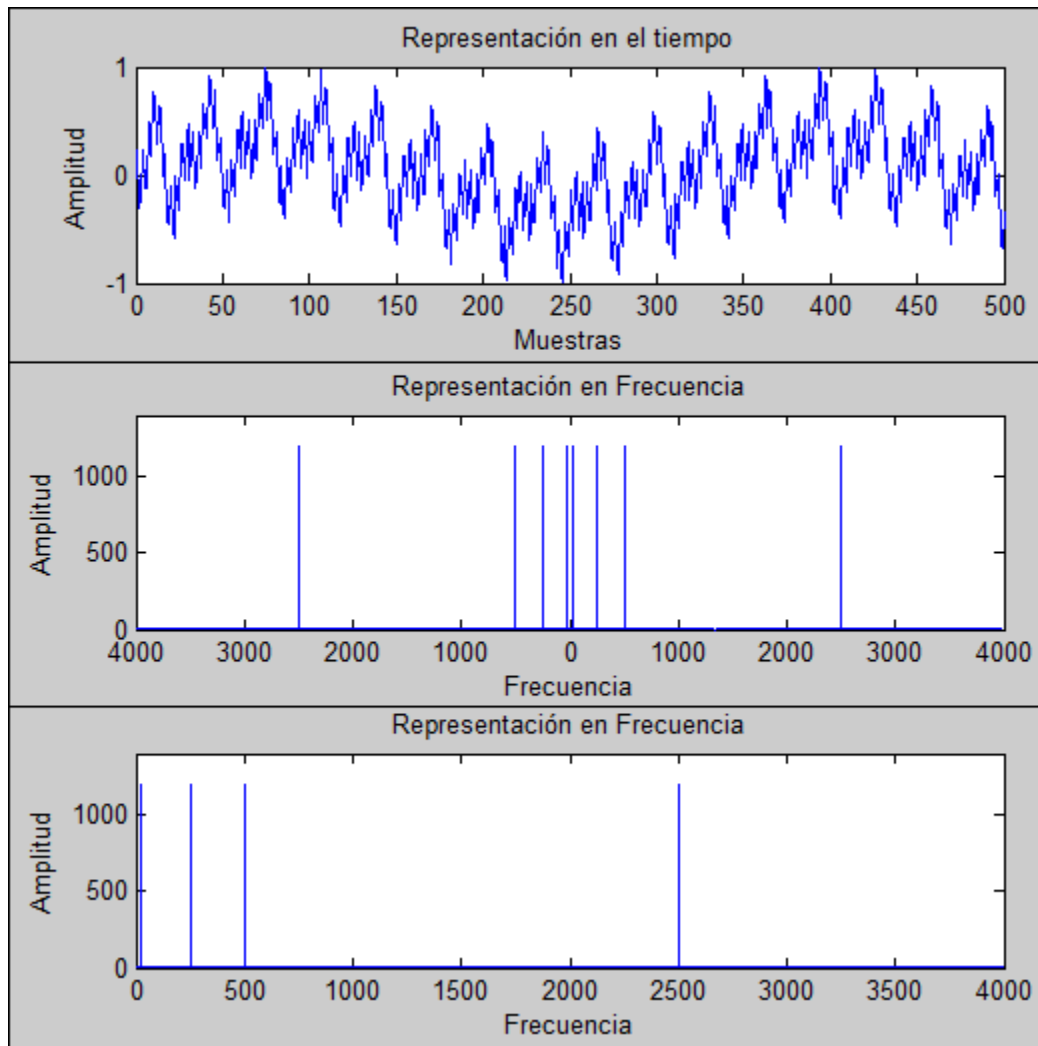 Representación en el tiempo
1
0
-1
Amplitud
0 50 100 150 200 250 300 350 400 450 500
Muestras
Representación en Frecuencia
1000
500
0
Amplitud
4000 3000 2000 1000 0 1000 2000 3000 4000
Frecuencia
Representación en Frecuencia
1000
500
0
Amplitud
0 500 1000 1500 2000 2500 3000 3500 4000
Frecuencia